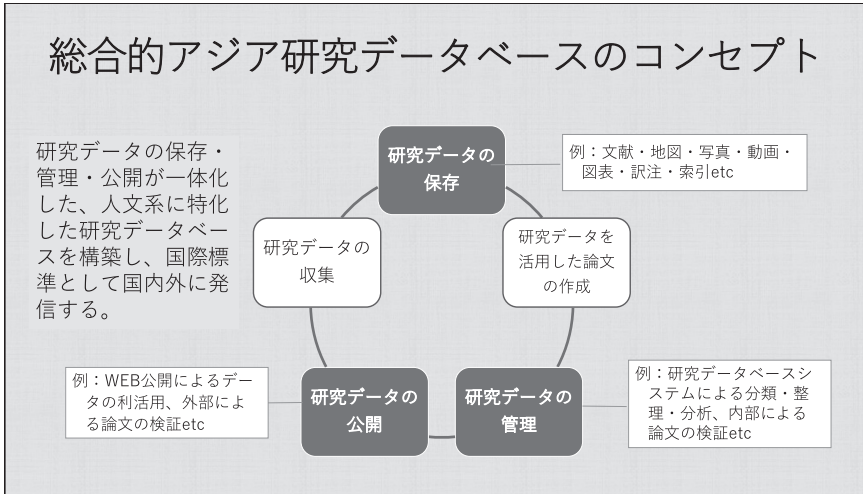 総合的アジア研究データベースのコンセプト
研究データの保存・
管理・公開が一体化
した、人文系に特化
した研究データベー
スを構築し、国際標
準として国内外に発
信する。
研究データの
保存
例：文献・地図・写真・動画・
図表・訳注・索引etc
研究データを
活用した論文
の作成
研究データの
管理
例：研究データベースシ
ステムによる分類・整
理・分析、内部による
論文の検証etc
研究データの
公開
例：WEB公開によるデー
タの利活用、外部によ
る論文の検証etc
研究データの
収集